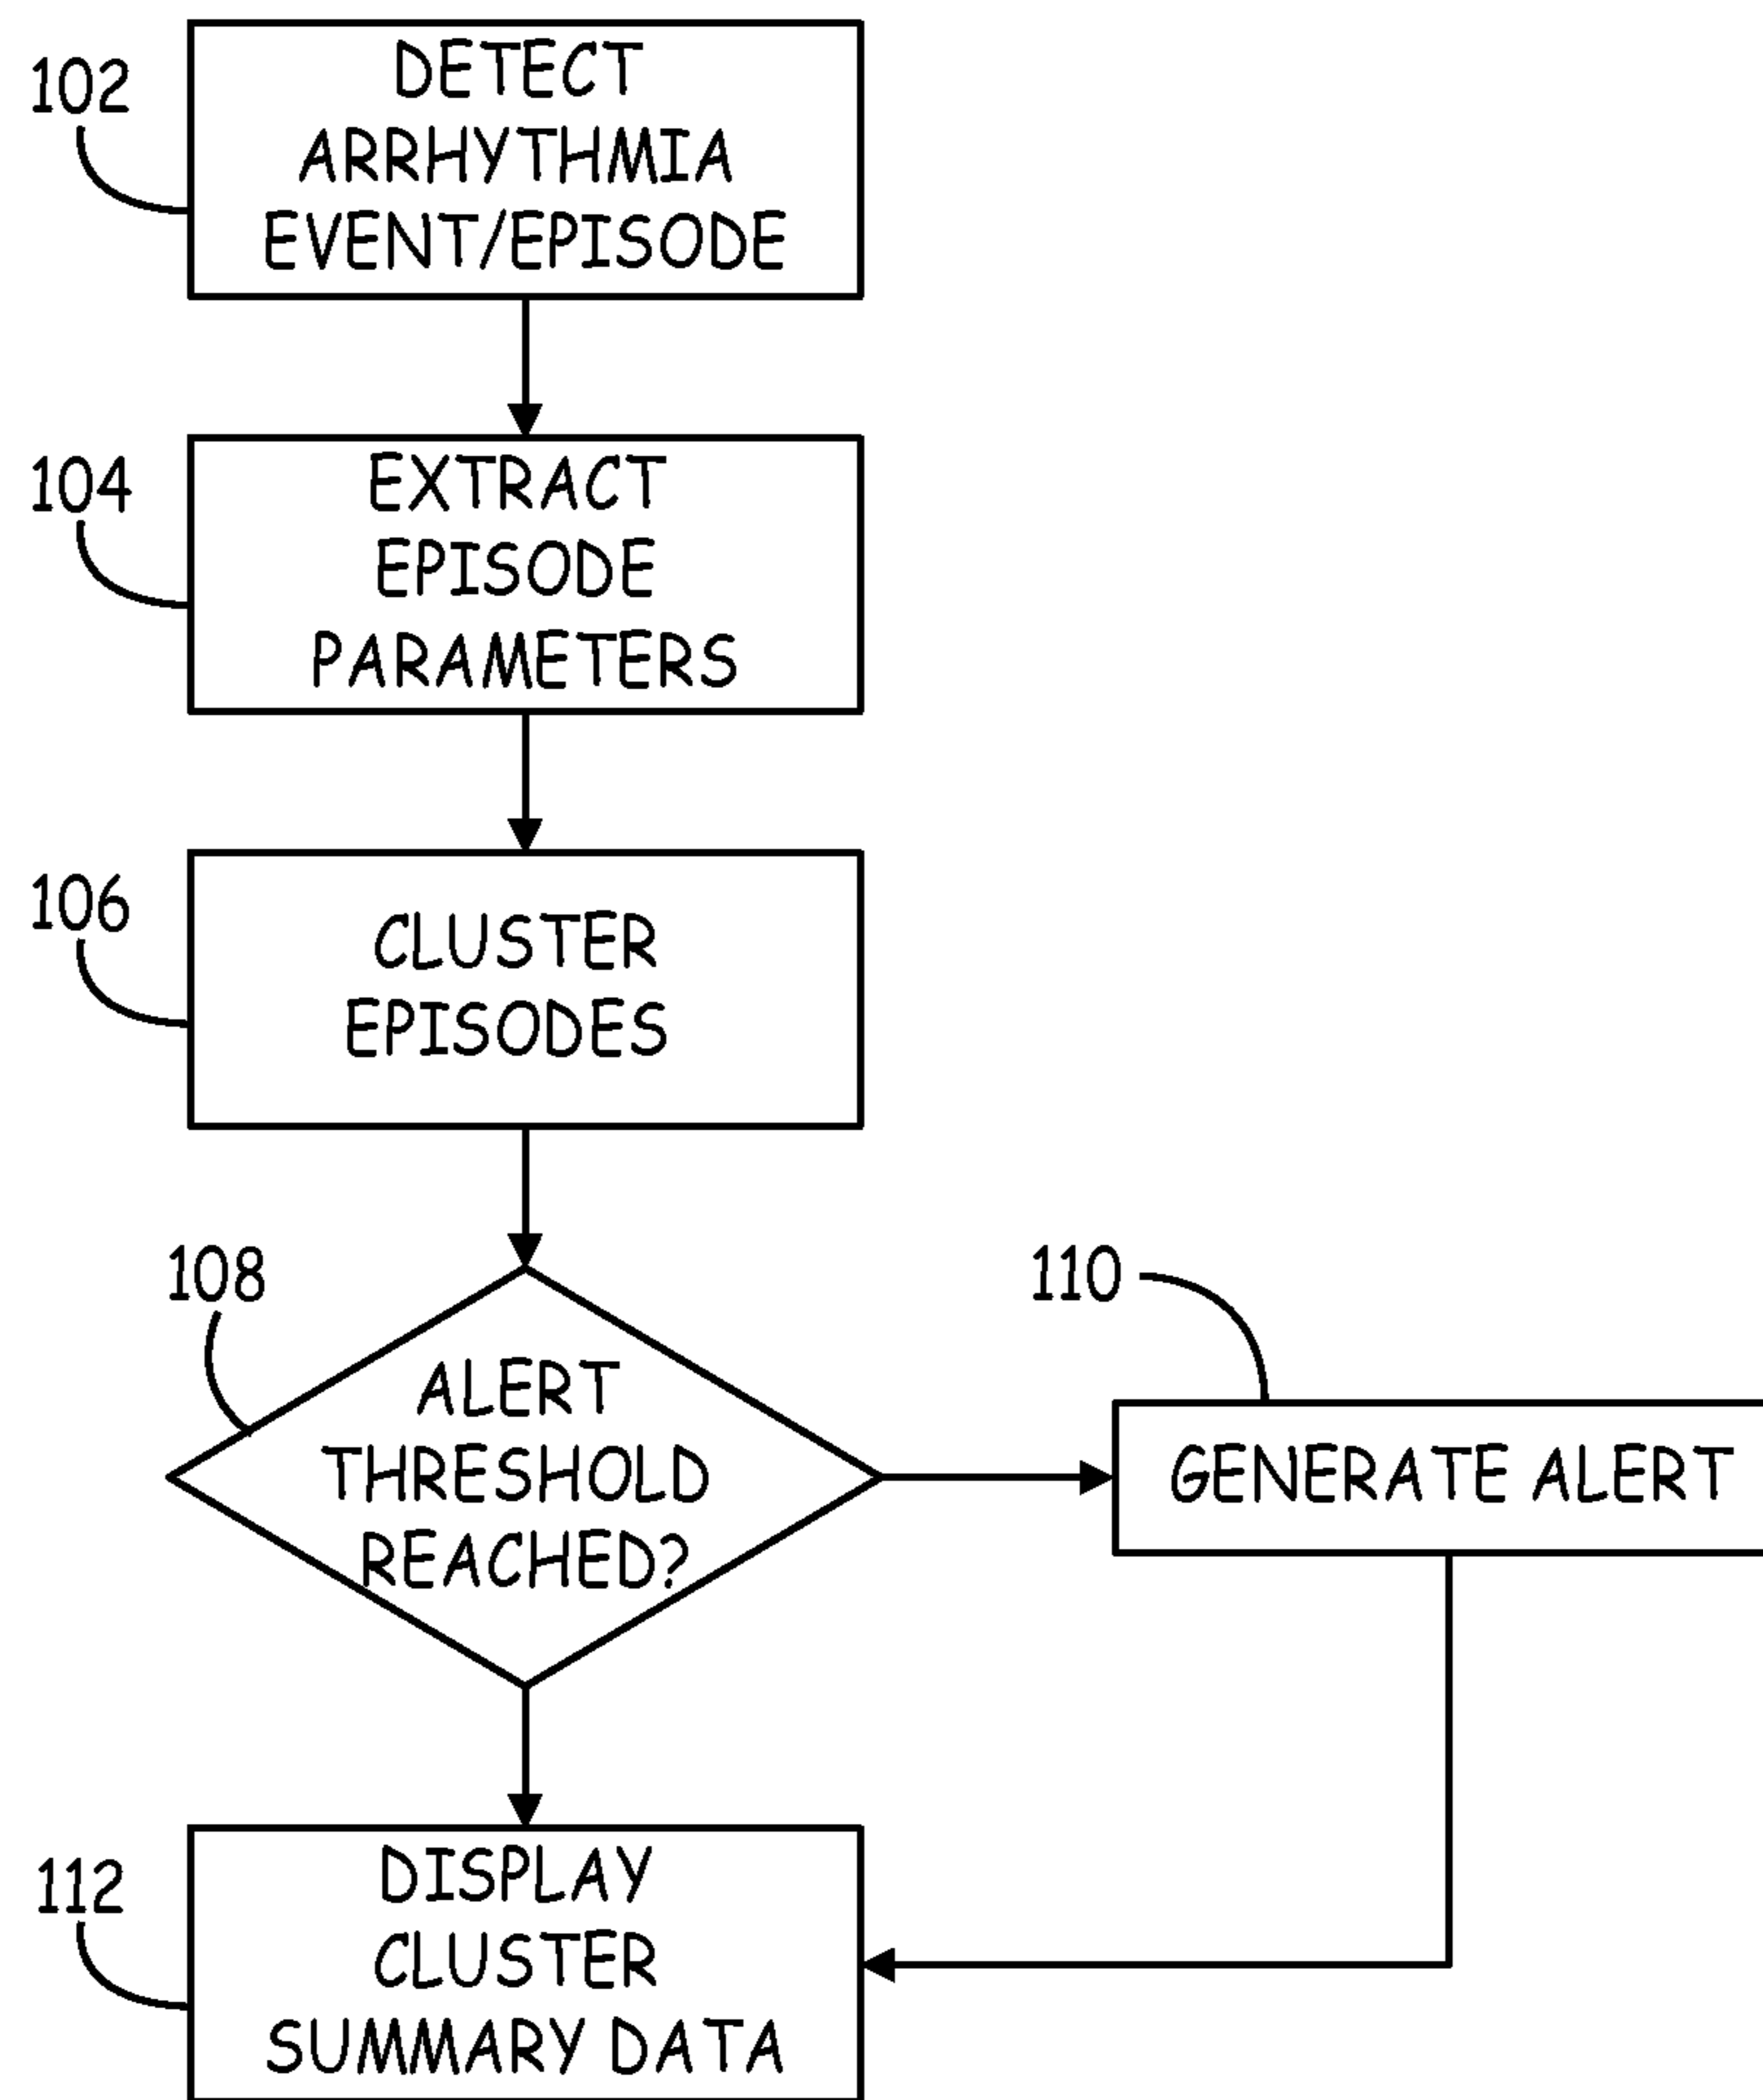 102
DETECT
ARRHYTHMIA
EVENT/EPISODE
104
EXTRACT
EPISODE
PARAMETERS
106
CLUSTER
EPISODES
108
ALERT
THRESHOLD
REACHED?
110
GENERATE ALERT
112
DISPLAY
CLUSTER
SUMMARY DATA